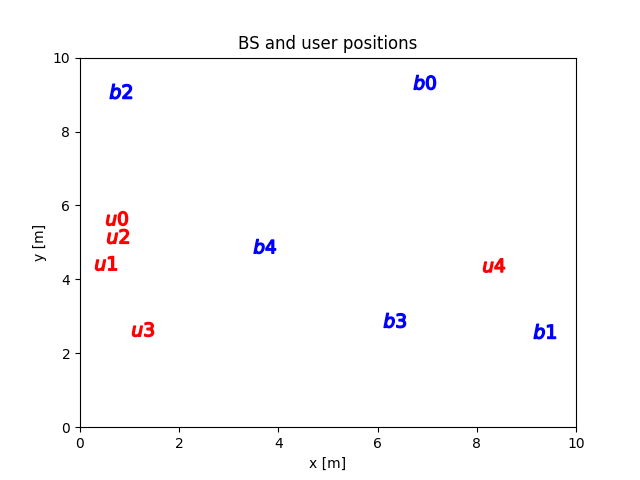 BS and user positions
10
8
6
4
2
0
y [m]
b2
b0
u0
u2
u1
b4
u4
u3
b3
b1
0 2 4 6 8 10
x [m]